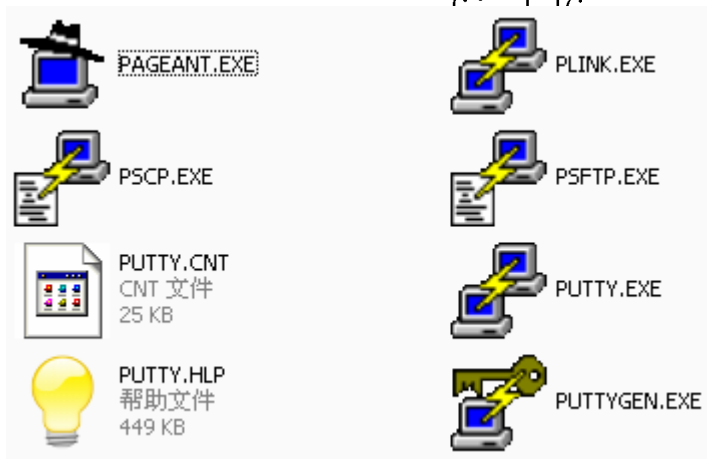 PAGEANT.EXE
PLINK.EXE
PSCP.EXE
PSFTP.EXE
PUTTY.CNT
CNT 文件
25 KB
PUTTY.EXE
PUTTY.HLP
帮助文件
449 KB
PUTTYGEN.EXE